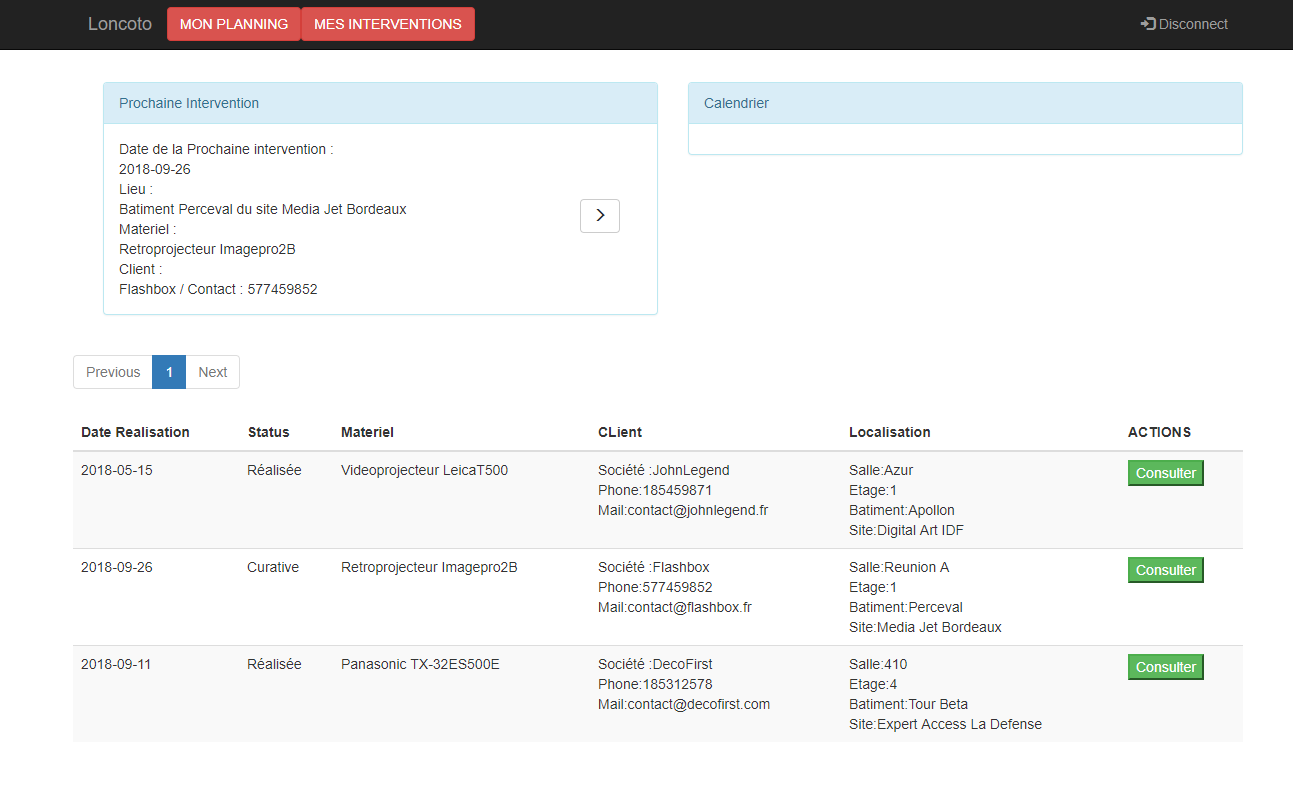 Loncoto MON PLANNING MES INTERVENTIONS Disconnect
Prochaine Intervention
Date de la Prochaine intervention :
2018-09-26
Lieu :
Batiment Perceval du site Media Jet Bordeaux
Materiel :
Retroprojecteur Imagepro2B
Client :
Flashbox / Contact : 577459852
Calendrier
Previous 1 Next
Date Realisation Status Materiel CLient Localisation ACTIONS
2018-05-15 Réalisée Videoprojecteur LeicaT500 Société :JohnLegend Salle:Azur Consulter
Phone:185459871 Etage:1
Mail:contact@johnlegend.fr Batiment:Apollon
Site:Digital Art IDF
2018-09-26 Curative Retroprojecteur Imagepro2B Société :Flashbox Salle:Reunion A Consulter
Phone:577459852 Etage:1
Mail:contact@flashbox.fr Batiment:Perceval
Site:Media Jet Bordeaux
2018-09-11 Réalisée Panasonic TX-32ES500E Société :DecoFirst Salle:410 Consulter
Phone:185312578 Etage:4
Mail:contact@decofirst.com Batiment:Tour Beta
Site:Expert Access La Defense